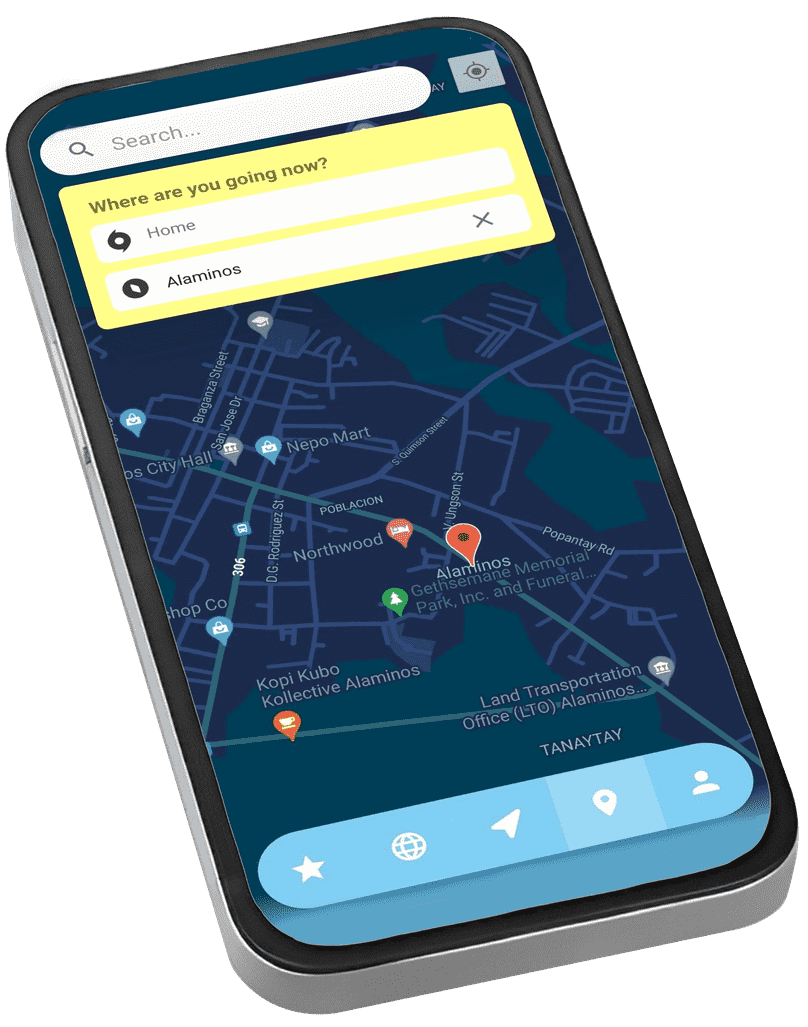 AY
Search...
Where are you going now?
Home
Alaminos
Braganza Street
San Jose Dr
Nepo Mart
os City Hall
S. Quimson Street
POBLACION
Ungson St
D.G. Rodriguez St
Northwood
306
Popantay Rd
Alaminos
Gethsemane Memorial
Park, Inc. and Funeral...
shop Co
Kopi Kubo
Kollective Alaminos
Land Transportation
Office (LTO) Alaminos...
TANAYTAY